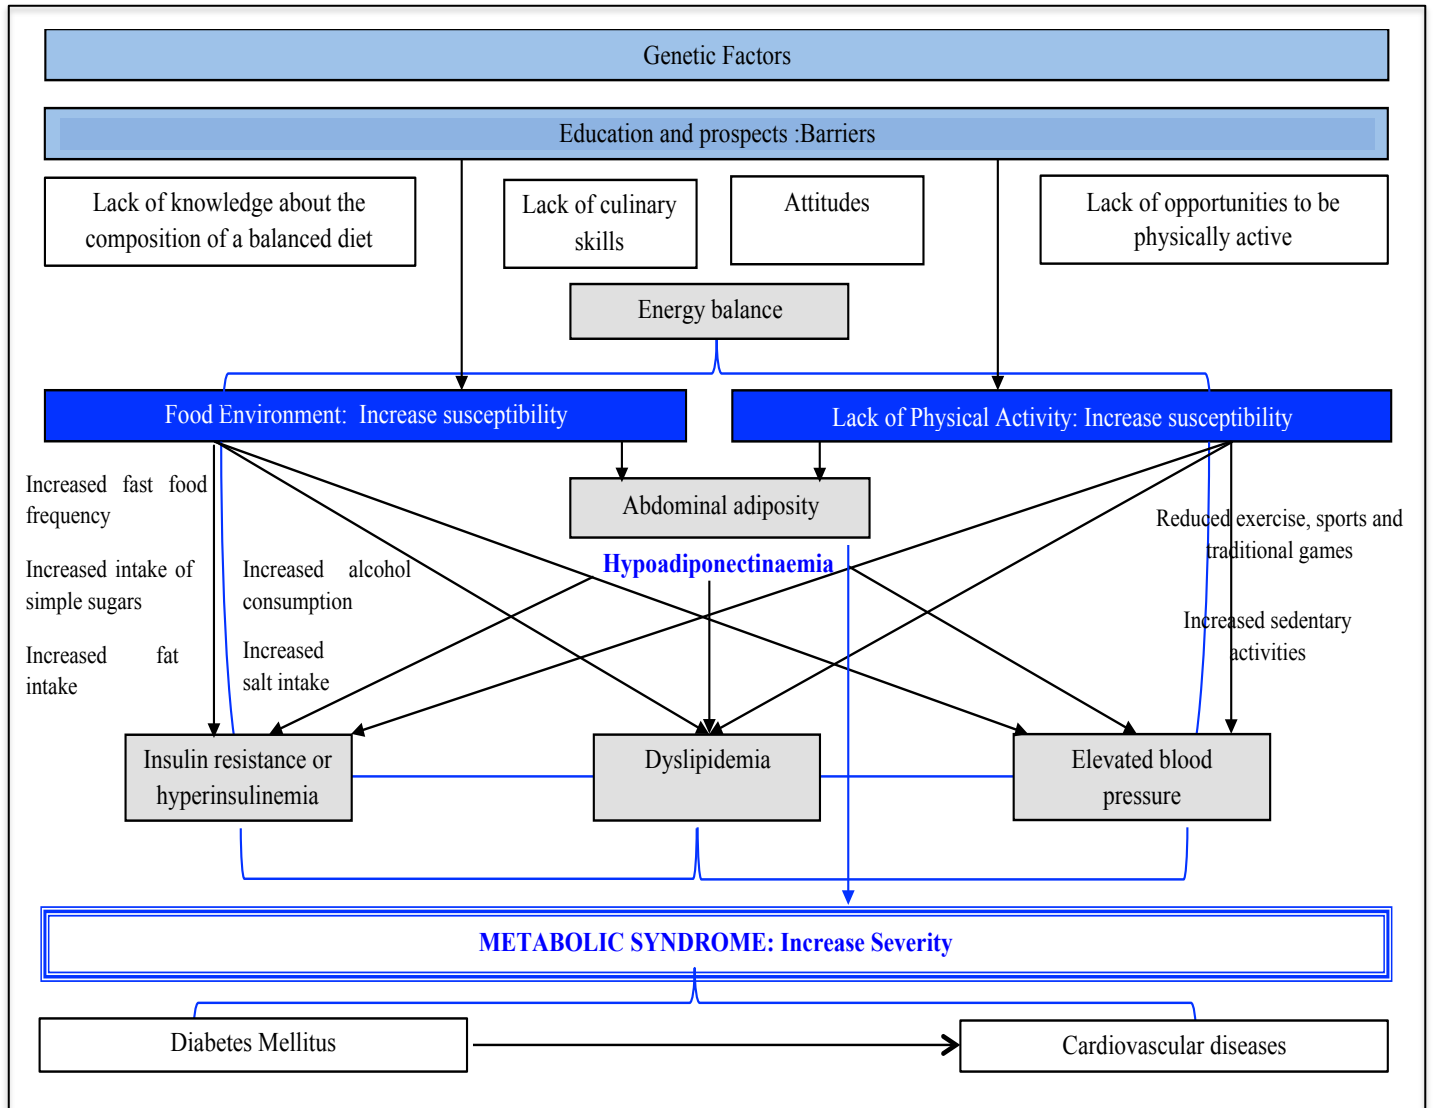 Genetic Factors
Education and prospects :Barriers
Lack of knowledge about the
composition of a balanced diet
Lack of culinary
skills
Attitudes
Lack of opportunities to be
physically active
Energy balance
Food Environment: Increase susceptibility
Lack of Physical Activity: Increase susceptibility
Increased fast food
frequency
Increased intake of
simple sugars
Increased fat
intake
Increased alcohol
consumption
Increased
salt intake
Abdominal adiposity
Hypoadiponectinaemia
Reduced exercise, sports and
traditional games
Increased sedentary
activities
Insulin resistance or
hyperinsulinemia
Dyslipidemia
Elevated blood
pressure
METABOLIC SYNDROME: Increase Severity
Diabetes Mellitus
Cardiovascular diseases